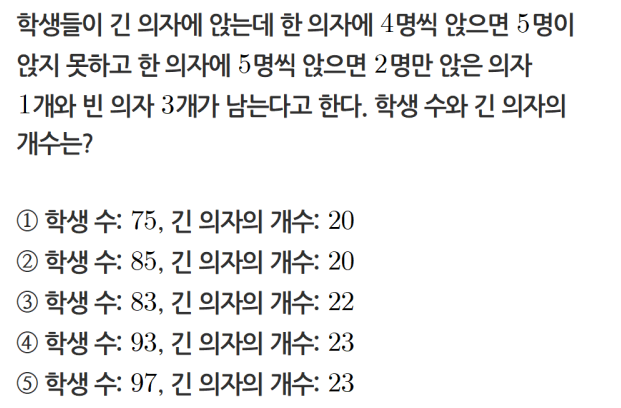 학생들이 긴 의자에 앉는데 한 의자에 4명씩 앉으면 5명이
앉지 못하고 한 의자에 5명씩 앉으면 2명만 앉은 의자
1개와 빈 의자 3개가 남는다고 한다. 학생 수와 긴 의자의
개수는?
① 학생 수: 75, 긴 의자의 개수: 20
② 학생 수: 85, 긴 의자의 개수: 20
③ 학생 수: 83, 긴 의자의 개수: 22
④ 학생 수: 93, 긴 의자의 개수: 23
⑤ 학생 수: 97, 긴 의자의 개수: 23